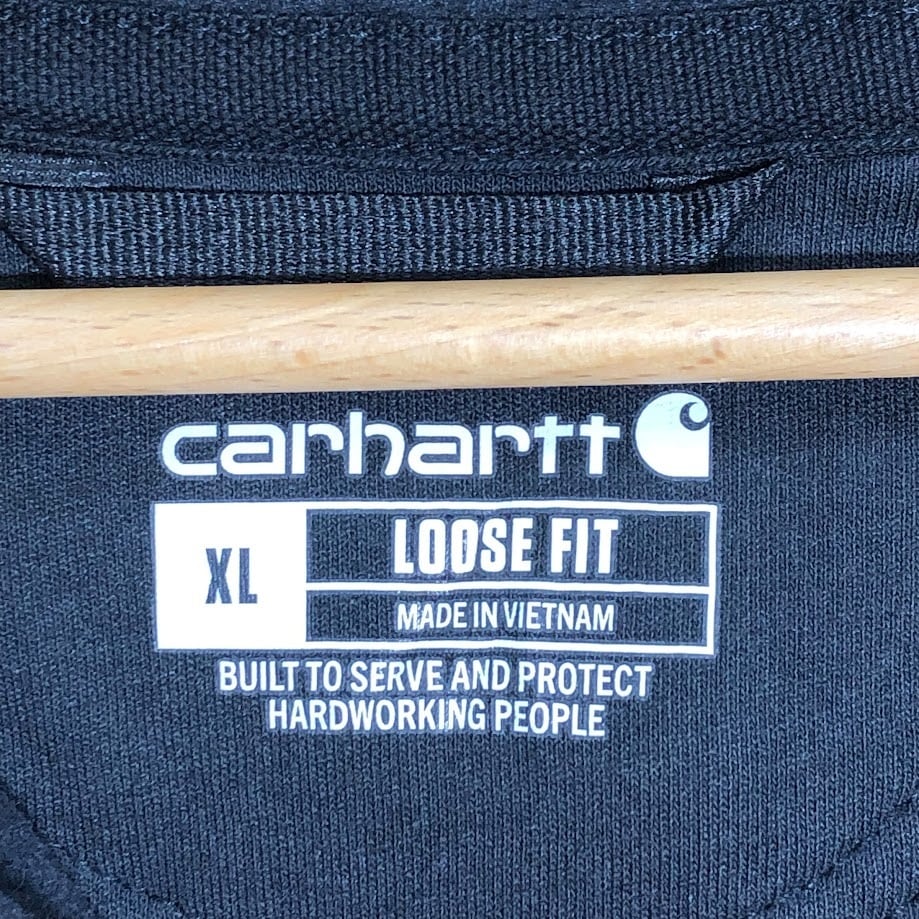 carhartt
XL
LOOSE FIT
MADE IN VIETNAM
BUILT TO SERVE AND PROTECT
HARDWORKING PEOPLE